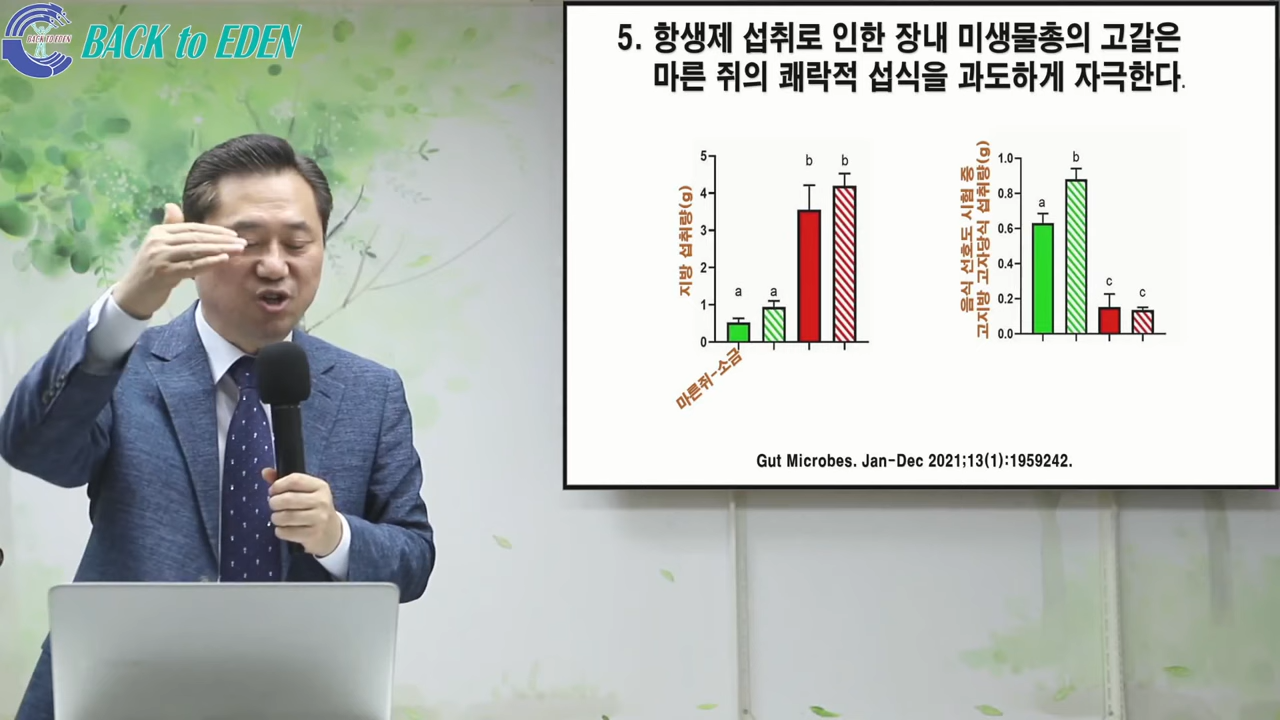 BACK to EDEN
BACK TO EDEN
5. 항생제 섭취로 인한 장내 미생물총의 고갈은
마른 쥐의 쾌락적 섭식을 과도하게 자극한다.
지방 섭취량(g)
5
4
3
2
1
0
a
a
b
b
마른쥐-소금
음식 선호도 시험 중
고지방 고자당식 섭취량(g)
1.0
0.8
0.6
0.4
0.2
0.0
a
b
c
c
Gut Microbes. Jan-Dec 2021;13(1):1959242.